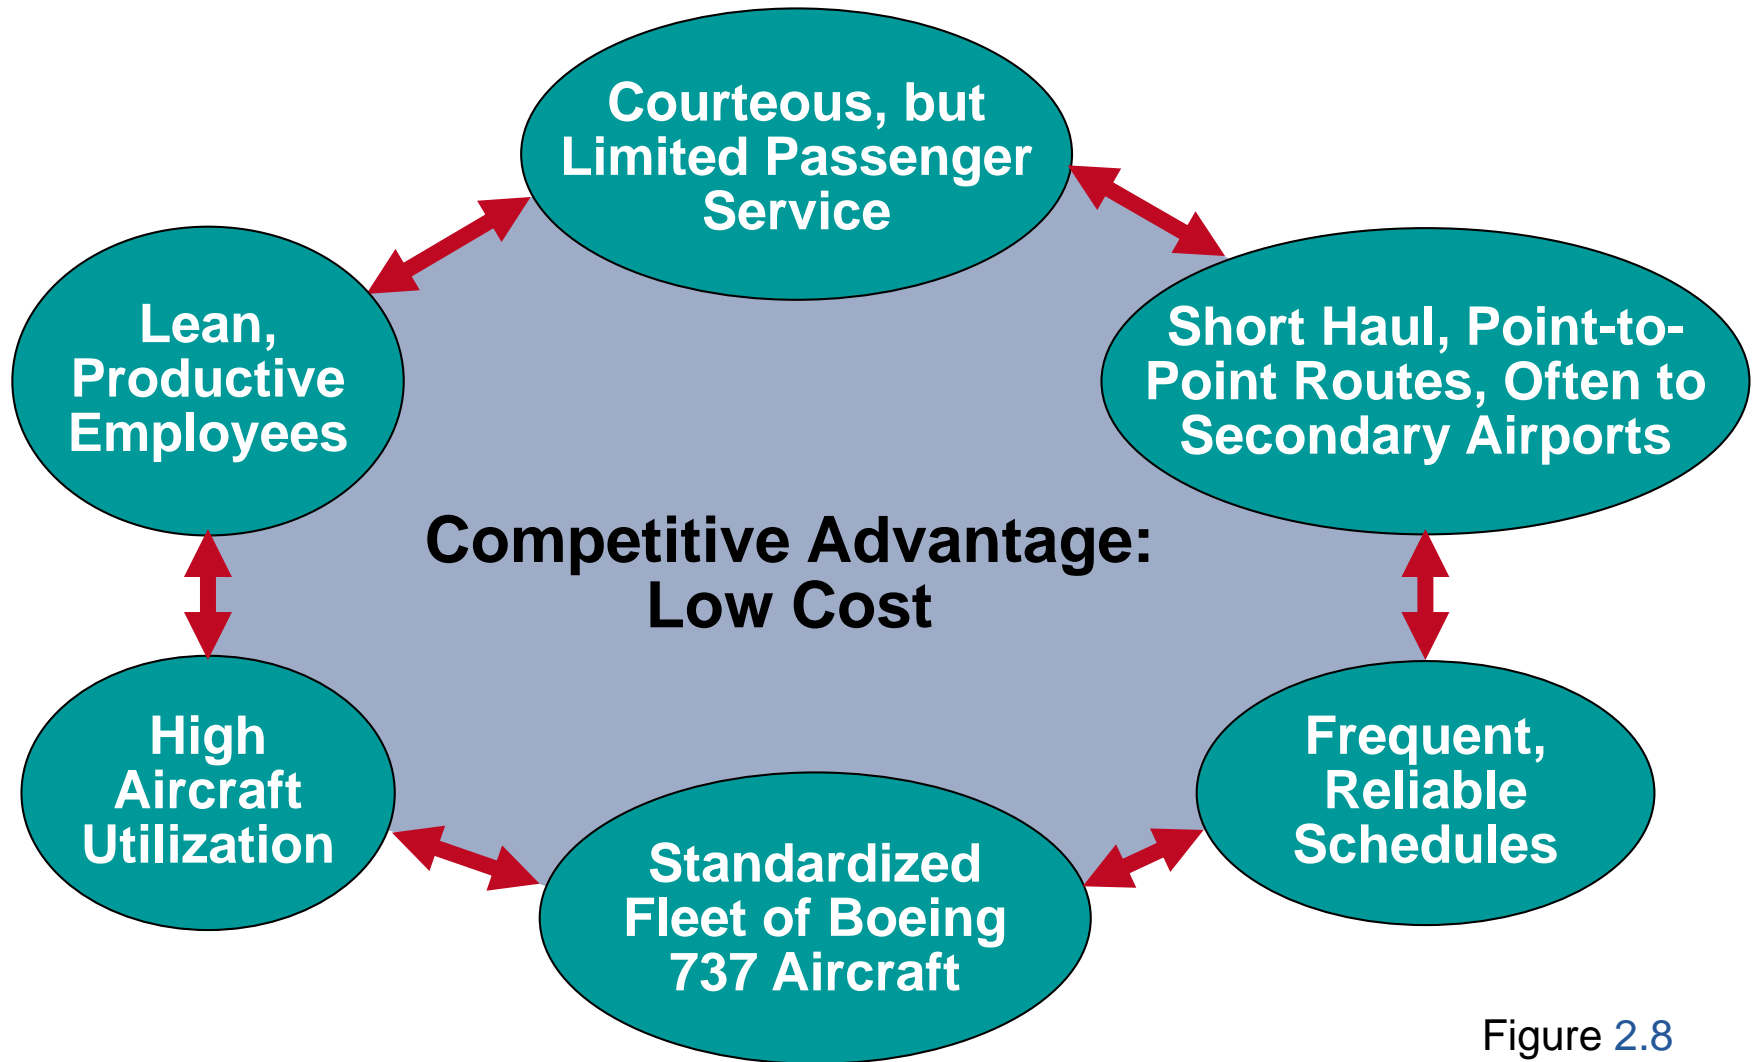 Courteous, but
Limited Passenger
Service
Lean,
Productive
Employees
Short Haul, Point-to-
Point Routes, Often to
Secondary Airports
Competitive Advantage:
Low Cost
High
Aircraft
Utilization
Frequent,
Reliable
Schedules
Standardized
Fleet of Boeing
737 Aircraft
Figure 2.8